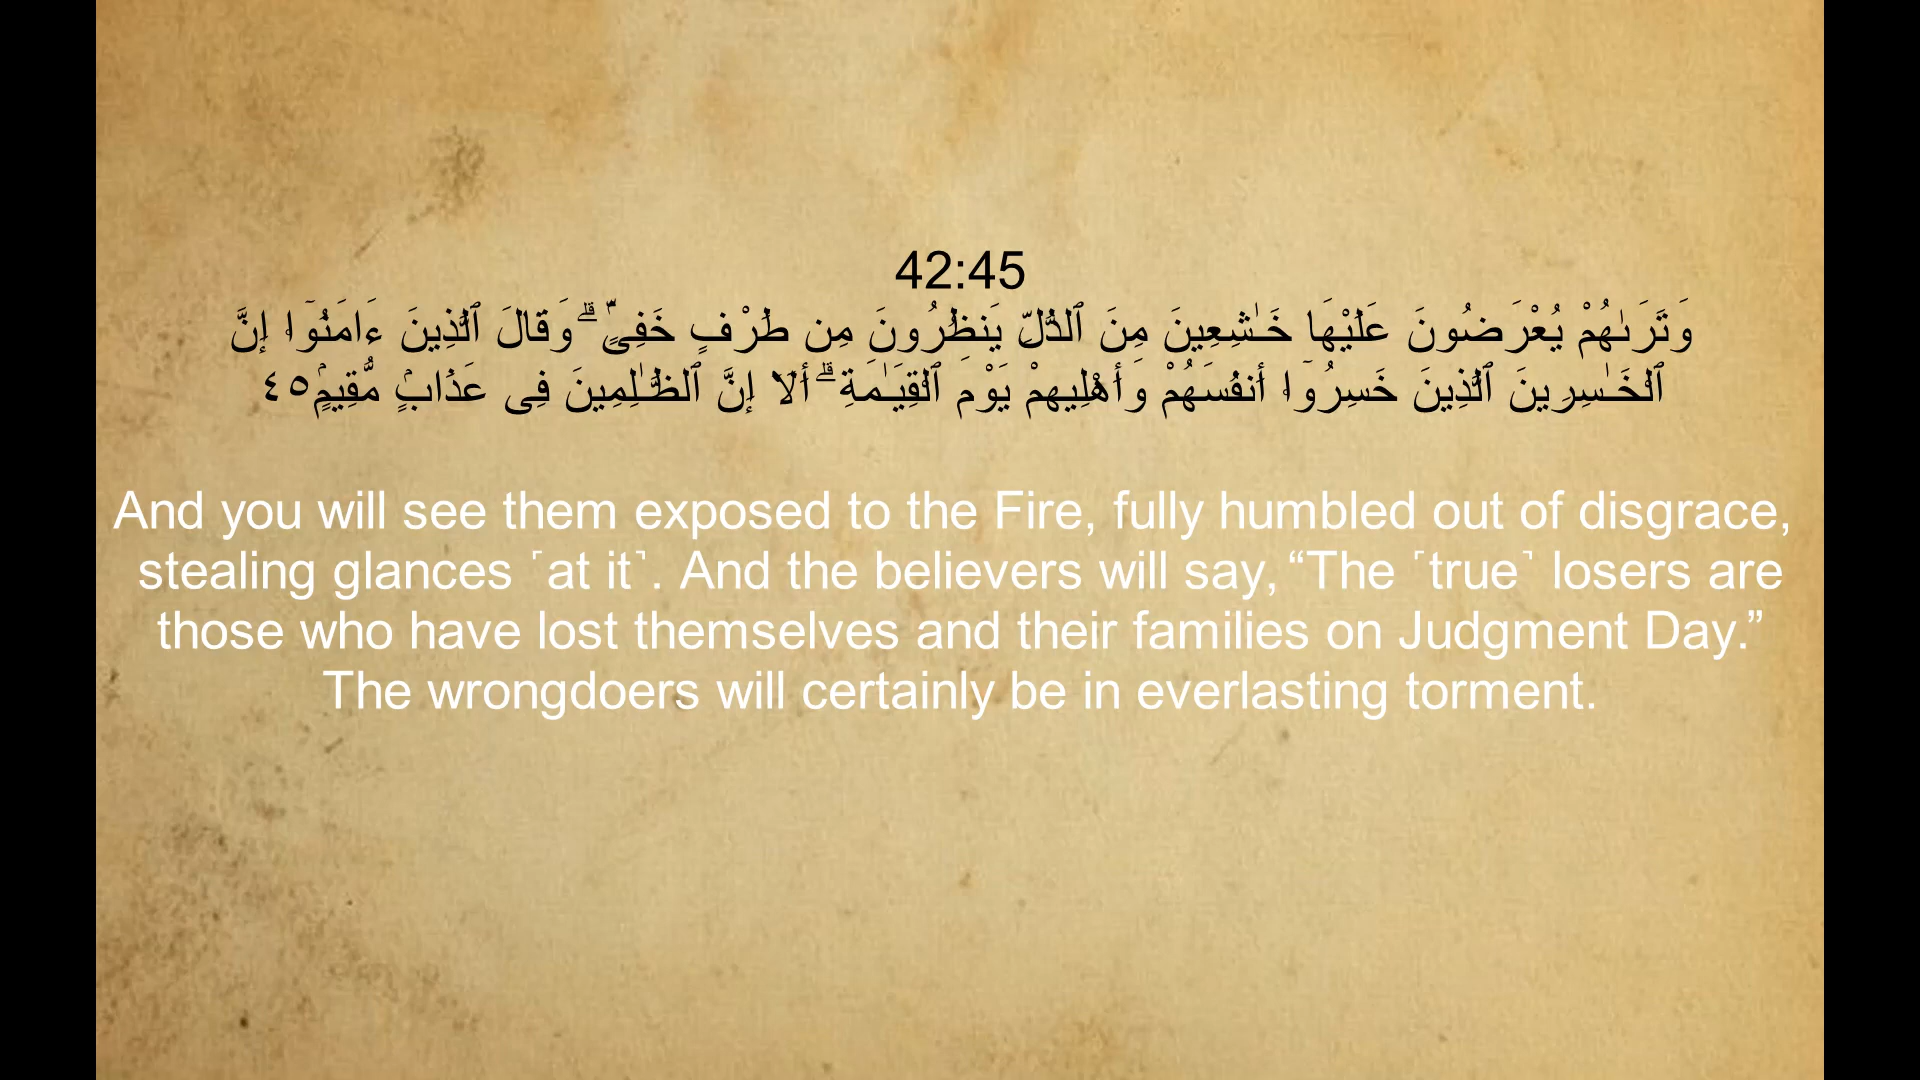 42:45
وَتَرَىٰهُمْ يُعْرَضُونَ عَلَيْهَا خَـٰشِعِينَ مِنَ ٱلذُّلِّ يَنظُرُونَ مِن طَرْفٍ خَفِىٍّۢ ۗ وَقَالَ ٱلَّذِينَ ءَامَنُوٓا۟ إِنَّ
ٱلْخَـٰسِرِينَ ٱلَّذِينَ خَسِرُوٓا۟ أَنفُسَهُمْ وَأَهْلِيهِمْ يَوْمَ ٱلْقِيَـٰمَةِ ۗ أَلَآ إِنَّ ٱلظَّـٰلِمِينَ فِى عَذَابٍۢ مُّقِيمٍۢ ٤٥
And you will see them exposed to the Fire, fully humbled out of disgrace,
stealing glances ˹at it˺. And the believers will say, “The ˹true˺ losers are
those who have lost themselves and their families on Judgment Day.”
The wrongdoers will certainly be in everlasting torment.